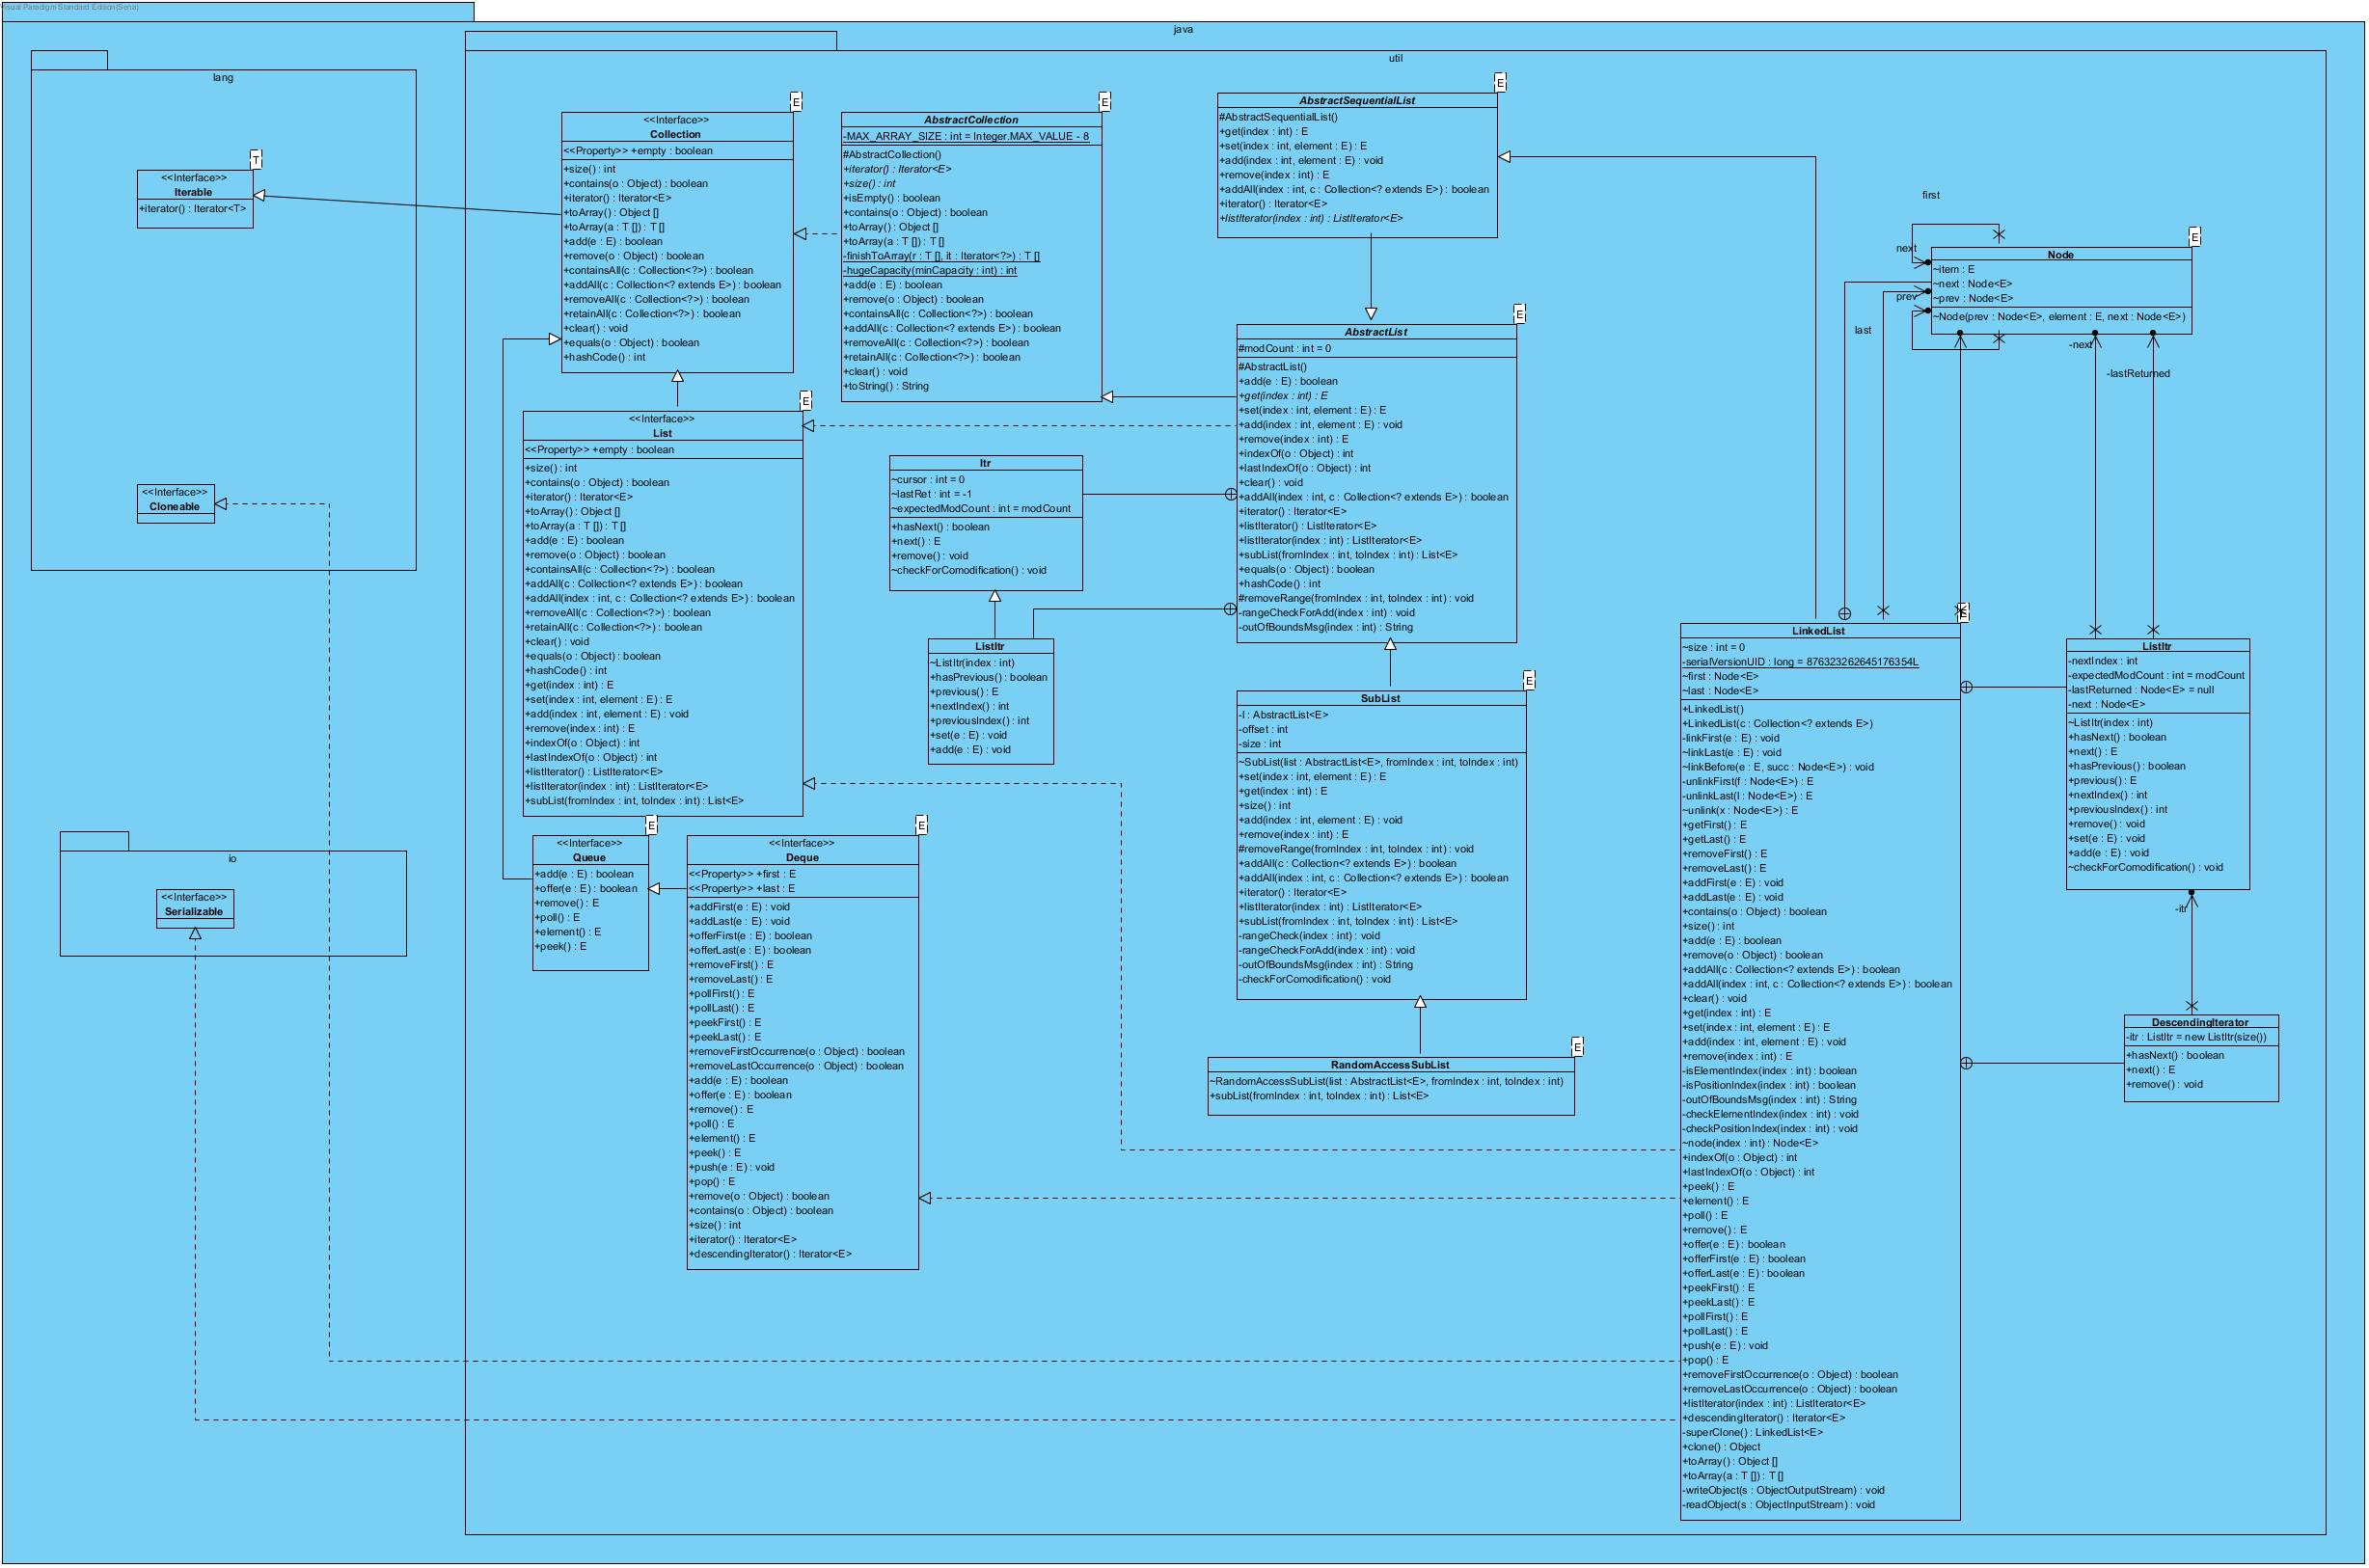 Visual Paradigm Standard Edition(Sena)
java
lang
T
<<Interface>>
Iterable
+iterator() : Iterator<T>
<<Interface>>
Cloneable
io
<<Interface>>
Serializable
util
E
<<Interface>>
Collection
<<Property>> +empty : boolean
+size() : int
+contains(o : Object) : boolean
+iterator() : Iterator<E>
+toArray() : Object []
+toArray(a : T []) : T []
+add(e : E) : boolean
+remove(o : Object) : boolean
+containsAll(c : Collection<?>) : boolean
+addAll(c : Collection<? extends E>) : boolean
+removeAll(c : Collection<?>) : boolean
+retainAll(c : Collection<?>) : boolean
+clear() : void
+equals(o : Object) : boolean
+hashCode() : int
E
<<Interface>>
List
<<Property>> +empty : boolean
+size() : int
+contains(o : Object) : boolean
+iterator() : Iterator<E>
+toArray() : Object []
+toArray(a : T []) : T []
+add(e : E) : boolean
+remove(o : Object) : boolean
+containsAll(c : Collection<?>) : boolean
+addAll(c : Collection<? extends E>) : boolean
+addAll(index : int, c : Collection<? extends E>) : boolean
+removeAll(c : Collection<?>) : boolean
+retainAll(c : Collection<?>) : boolean
+clear() : void
+equals(o : Object) : boolean
+hashCode() : int
+get(index : int) : E
+set(index : int, element : E) : E
+add(index : int, element : E) : void
+remove(index : int) : E
+indexOf(o : Object) : int
+lastIndexOf(o : Object) : int
+listIterator() : ListIterator<E>
+listIterator(index : int) : ListIterator<E>
+subList(fromIndex : int, toIndex : int) : List<E>
E
<<Interface>>
Queue
+add(e : E) : boolean
+offer(e : E) : boolean
+remove() : E
+poll() : E
+element() : E
+peek() : E
E
<<Interface>>
Deque
<<Property>> +first : E
<<Property>> +last : E
+addFirst(e : E) : void
+addLast(e : E) : void
+offerFirst(e : E) : boolean
+offerLast(e : E) : boolean
+removeFirst() : E
+removeLast() : E
+pollFirst() : E
+pollLast() : E
+peekFirst() : E
+peekLast() : E
+removeFirstOccurrence(o : Object) : boolean
+removeLastOccurrence(o : Object) : boolean
+add(e : E) : boolean
+offer(e : E) : boolean
+remove() : E
+poll() : E
+element() : E
+peek() : E
+push(e : E) : void
+pop() : E
+remove(o : Object) : boolean
+contains(o : Object) : boolean
+size() : int
+iterator() : Iterator<E>
+descendingIterator() : Iterator<E>
E
AbstractCollection
-MAX_ARRAY_SIZE : int = Integer.MAX_VALUE - 8
#AbstractCollection()
+iterator() : Iterator<E>
+size() : int
+isEmpty() : boolean
+contains(o : Object) : boolean
+toArray() : Object []
+toArray(a : T []) : T []
-finishToArray(r : T [], it : Iterator<?>) : T []
-hugeCapacity(minCapacity : int) : int
+add(e : E) : boolean
+remove(o : Object) : boolean
+containsAll(c : Collection<?>) : boolean
+addAll(c : Collection<? extends E>) : boolean
+removeAll(c : Collection<?>) : boolean
+retainAll(c : Collection<?>) : boolean
+clear() : void
+toString() : String
Itr
~cursor : int = 0
~lastRet : int = -1
~expectedModCount : int = modCount
+hasNext() : boolean
+next() : E
+remove() : void
~checkForComodification() : void
ListItr
~ListItr(index : int)
+hasPrevious() : boolean
+previous() : E
+nextIndex() : int
+previousIndex() : int
+set(e : E) : void
+add(e : E) : void
E
AbstractSequentialList
#AbstractSequentialList()
+get(index : int) : E
+set(index : int, element : E) : E
+add(index : int, element : E) : void
+remove(index : int) : E
+addAll(index : int, c : Collection<? extends E>) : boolean
+iterator() : Iterator<E>
+listIterator(index : int) : ListIterator<E>
E
AbstractList
#modCount : int = 0
#AbstractList()
+add(e : E) : boolean
+get(index : int) : E
+set(index : int, element : E) : E
+add(index : int, element : E) : void
+remove(index : int) : E
+indexOf(o : Object) : int
+lastIndexOf(o : Object) : int
+clear() : void
+addAll(index : int, c : Collection<? extends E>) : boolean
+iterator() : Iterator<E>
+listIterator() : ListIterator<E>
+listIterator(index : int) : ListIterator<E>
+subList(fromIndex : int, toIndex : int) : List<E>
+equals(o : Object) : boolean
+hashCode() : int
#removeRange(fromIndex : int, toIndex : int) : void
-rangeCheckForAdd(index : int) : void
-outOfBoundsMsg(index : int) : String
E
SubList
-l : AbstractList<E>
-offset : int
-size : int
~SubList(list : AbstractList<E>, fromIndex : int, toIndex : int)
+set(index : int, element : E) : E
+get(index : int) : E
+size() : int
+add(index : int, element : E) : void
+remove(index : int) : E
#removeRange(fromIndex : int, toIndex : int) : void
+addAll(c : Collection<? extends E>) : boolean
+addAll(index : int, c : Collection<? extends E>) : boolean
+iterator() : Iterator<E>
+listIterator(index : int) : ListIterator<E>
+subList(fromIndex : int, toIndex : int) : List<E>
-rangeCheck(index : int) : void
-rangeCheckForAdd(index : int) : void
-outOfBoundsMsg(index : int) : String
-checkForComodification() : void
E
RandomAccessSubList
~RandomAccessSubList(list : AbstractList<E>, fromIndex : int, toIndex : int)
+subList(fromIndex : int, toIndex : int) : List<E>
first
next
prev
last
E
Node
~item : E
~next : Node<E>
~prev : Node<E>
~Node(prev : Node<E>, element : E, next : Node<E>)
-next
-lastReturned
E
LinkedList
~size : int = 0
-serialVersionUID : long = 876323262645176354L
~first : Node<E>
~last : Node<E>
+LinkedList()
+LinkedList(c : Collection<? extends E>)
-linkFirst(e : E) : void
~linkLast(e : E) : void
~linkBefore(e : E, succ : Node<E>) : void
-unlinkFirst(f : Node<E>) : E
-unlinkLast(l : Node<E>) : E
~unlink(x : Node<E>) : E
+getFirst() : E
+getLast() : E
+removeFirst() : E
+removeLast() : E
+addFirst(e : E) : void
+addLast(e : E) : void
+contains(o : Object) : boolean
+size() : int
+add(e : E) : boolean
+remove(o : Object) : boolean
+addAll(c : Collection<? extends E>) : boolean
+addAll(index : int, c : Collection<? extends E>) : boolean
+clear() : void
+get(index : int) : E
+set(index : int, element : E) : E
+add(index : int, element : E) : void
+remove(index : int) : E
-isElementIndex(index : int) : boolean
-isPositionIndex(index : int) : boolean
-outOfBoundsMsg(index : int) : String
-checkElementIndex(index : int) : void
-checkPositionIndex(index : int) : void
~node(index : int) : Node<E>
+indexOf(o : Object) : int
+lastIndexOf(o : Object) : int
+peek() : E
+element() : E
+poll() : E
+remove() : E
+offer(e : E) : boolean
+offerFirst(e : E) : boolean
+offerLast(e : E) : boolean
+peekFirst() : E
+peekLast() : E
+pollFirst() : E
+pollLast() : E
+push(e : E) : void
+pop() : E
+removeFirstOccurrence(o : Object) : boolean
+removeLastOccurrence(o : Object) : boolean
+listIterator(index : int) : ListIterator<E>
+descendingIterator() : Iterator<E>
-superClone() : LinkedList<E>
+clone() : Object
+toArray() : Object []
+toArray(a : T []) : T []
-writeObject(s : ObjectOutputStream) : void
-readObject(s : ObjectInputStream) : void
ListItr
-nextIndex : int
-expectedModCount : int = modCount
-lastReturned : Node<E> = null
-next : Node<E>
~ListItr(index : int)
+hasNext() : boolean
+next() : E
+hasPrevious() : boolean
+previous() : E
+nextIndex() : int
+previousIndex() : int
+remove() : void
+set(e : E) : void
+add(e : E) : void
~checkForComodification() : void
-itr
DescendingIterator
-itr : ListItr = new ListItr(size())
+hasNext() : boolean
+next() : E
+remove() : void